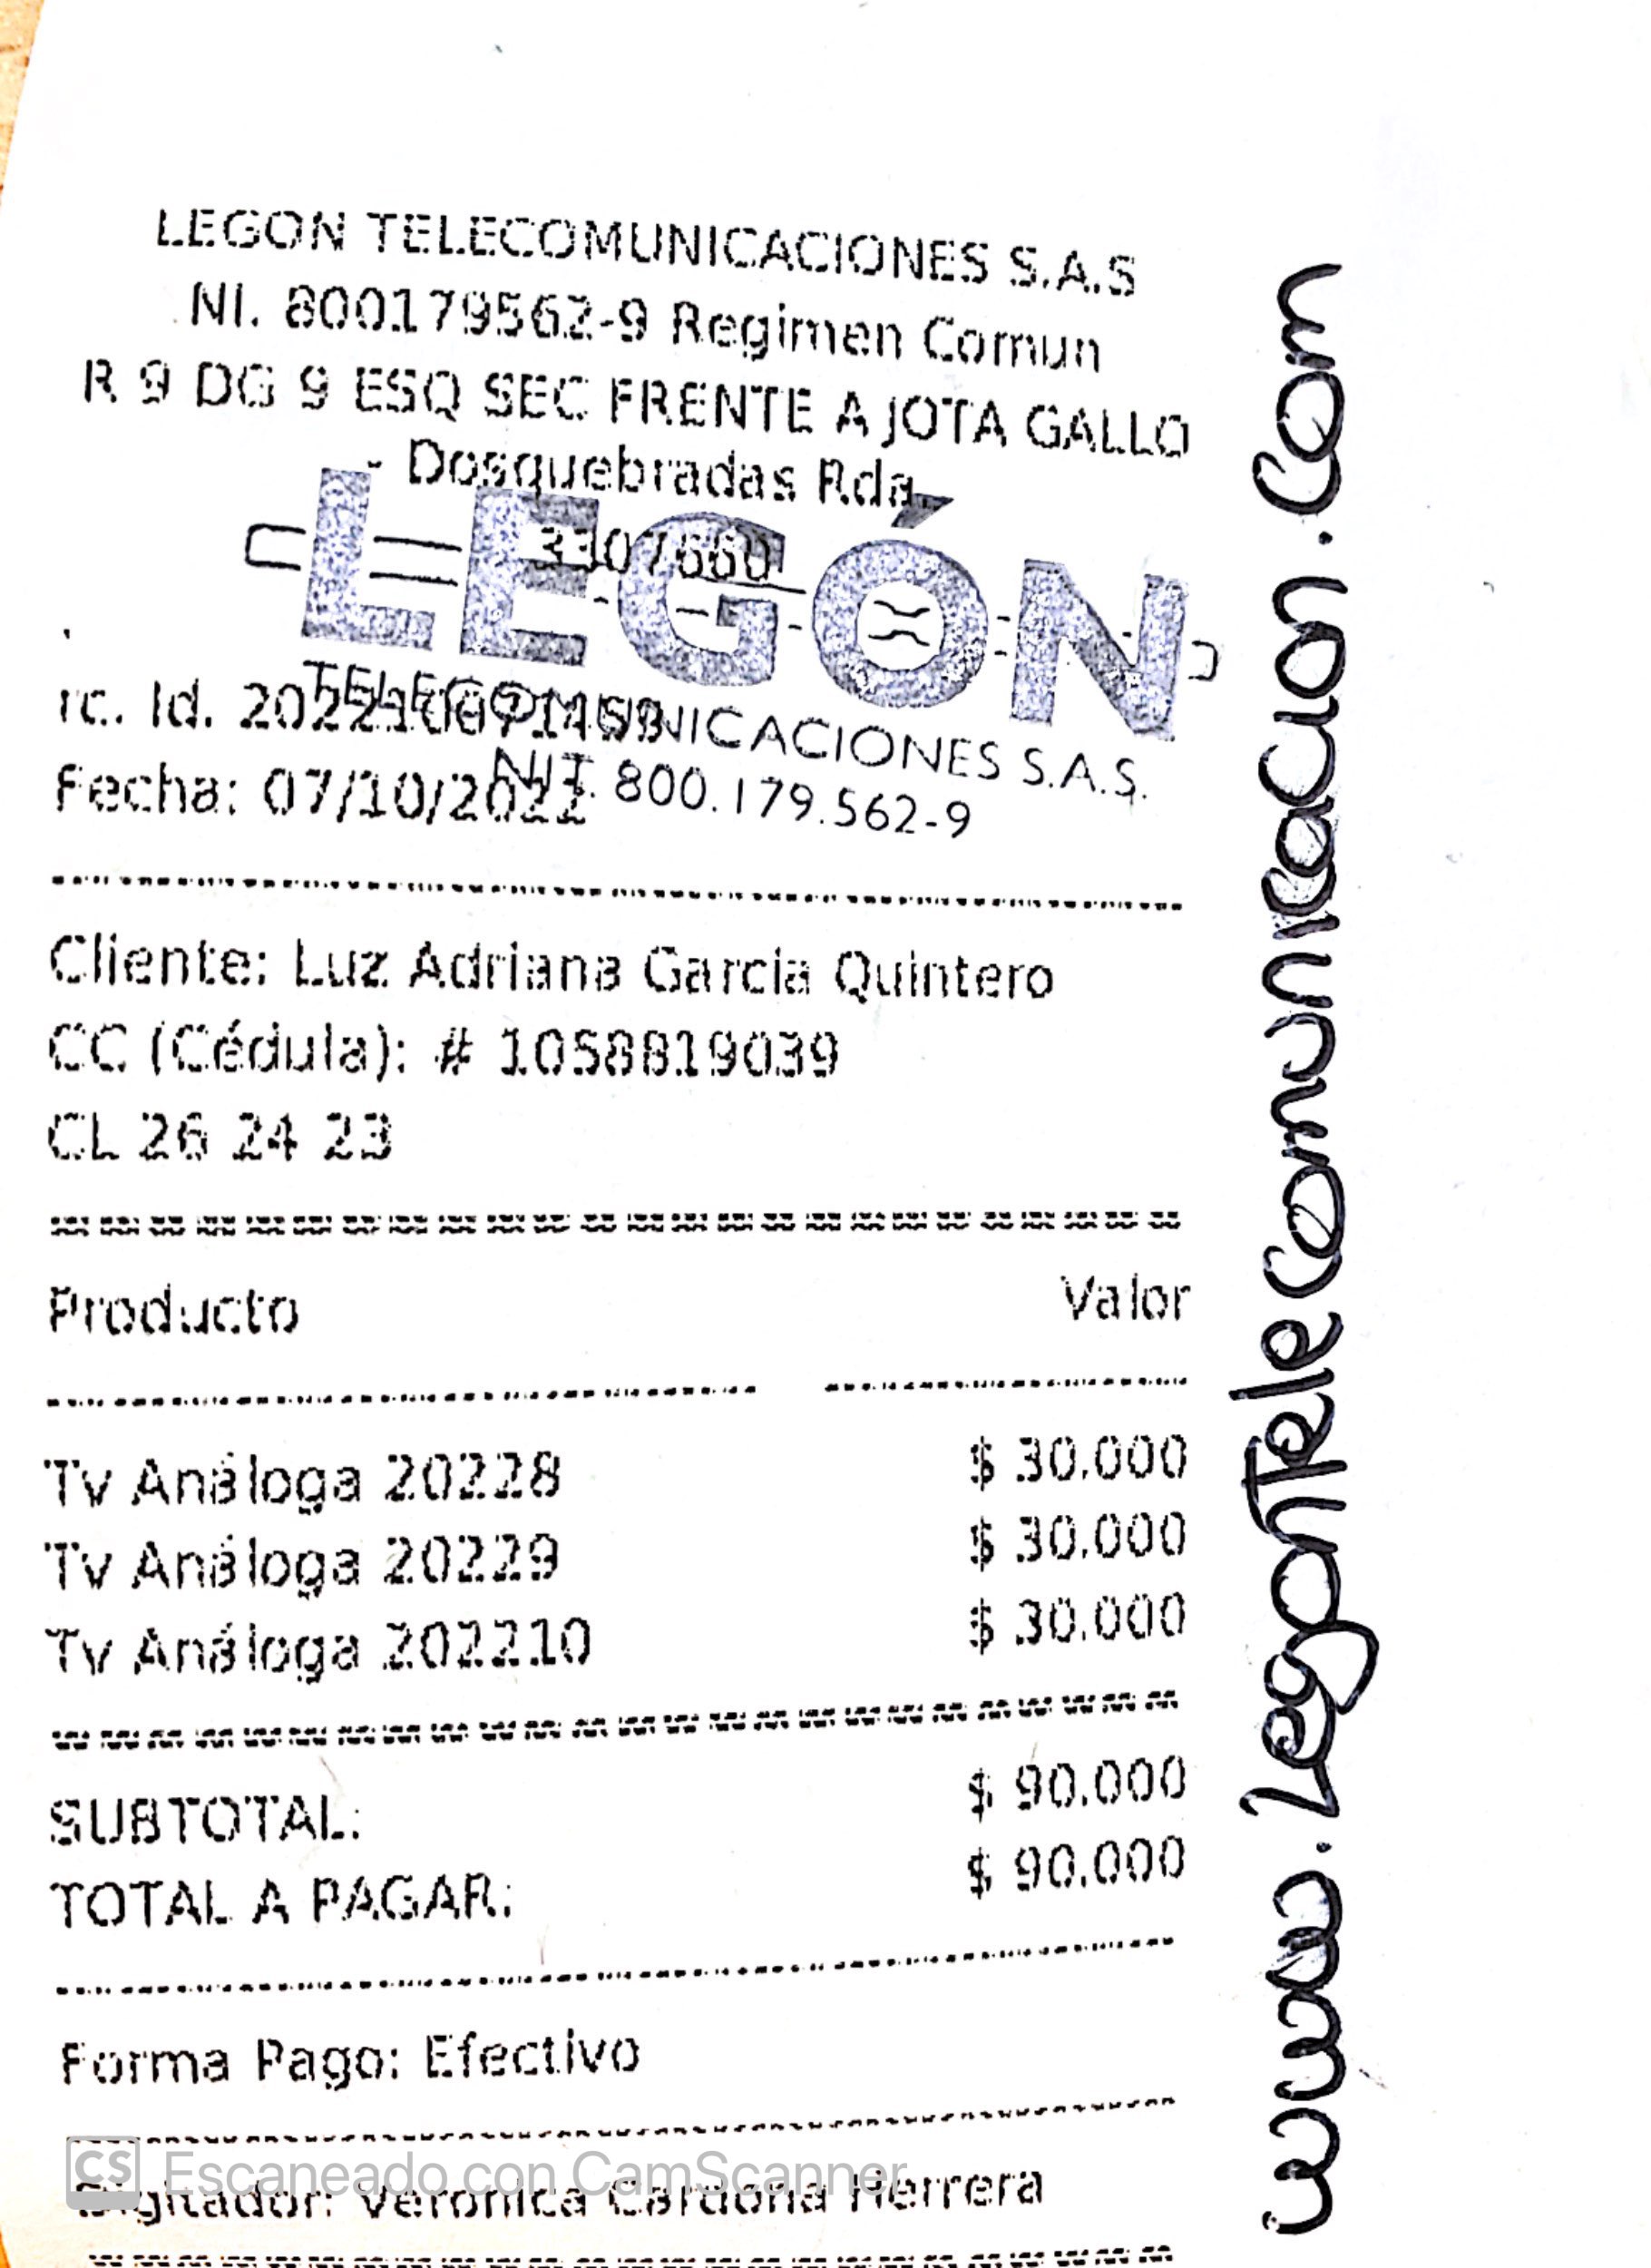 LEGON TELECOMUNICACIONES S.A.S
NI. 800179562-9 Regimen Comun
R 9 DG 9 ESQ SEC FRENTE A JOTA GALLO
- Dosquebradas Rda.
3307660
LEGÓN
TELECOMUNICACIONES S.A.S.
NIT. 800.179.562-9
rc. Id.
Fecha: 07/10/2022
Cliente: Luz Adriana Garcia Quintero
CC (Cédula): # 1058819039
CL 26 24 23
Producto Valor
Tv Análoga 20228 $ 30.000
Tv Análoga 20229 $ 30.000
Tv Análoga 202210 $ 30.000
SUBTOTAL: $ 90.000
TOTAL A PAGAR: $ 90.000
Forma Pago: Efectivo
Digitador: Veronica Cardona Herrera
CS Escaneado con CamScanner
www.LegonTelecomunicacion.com